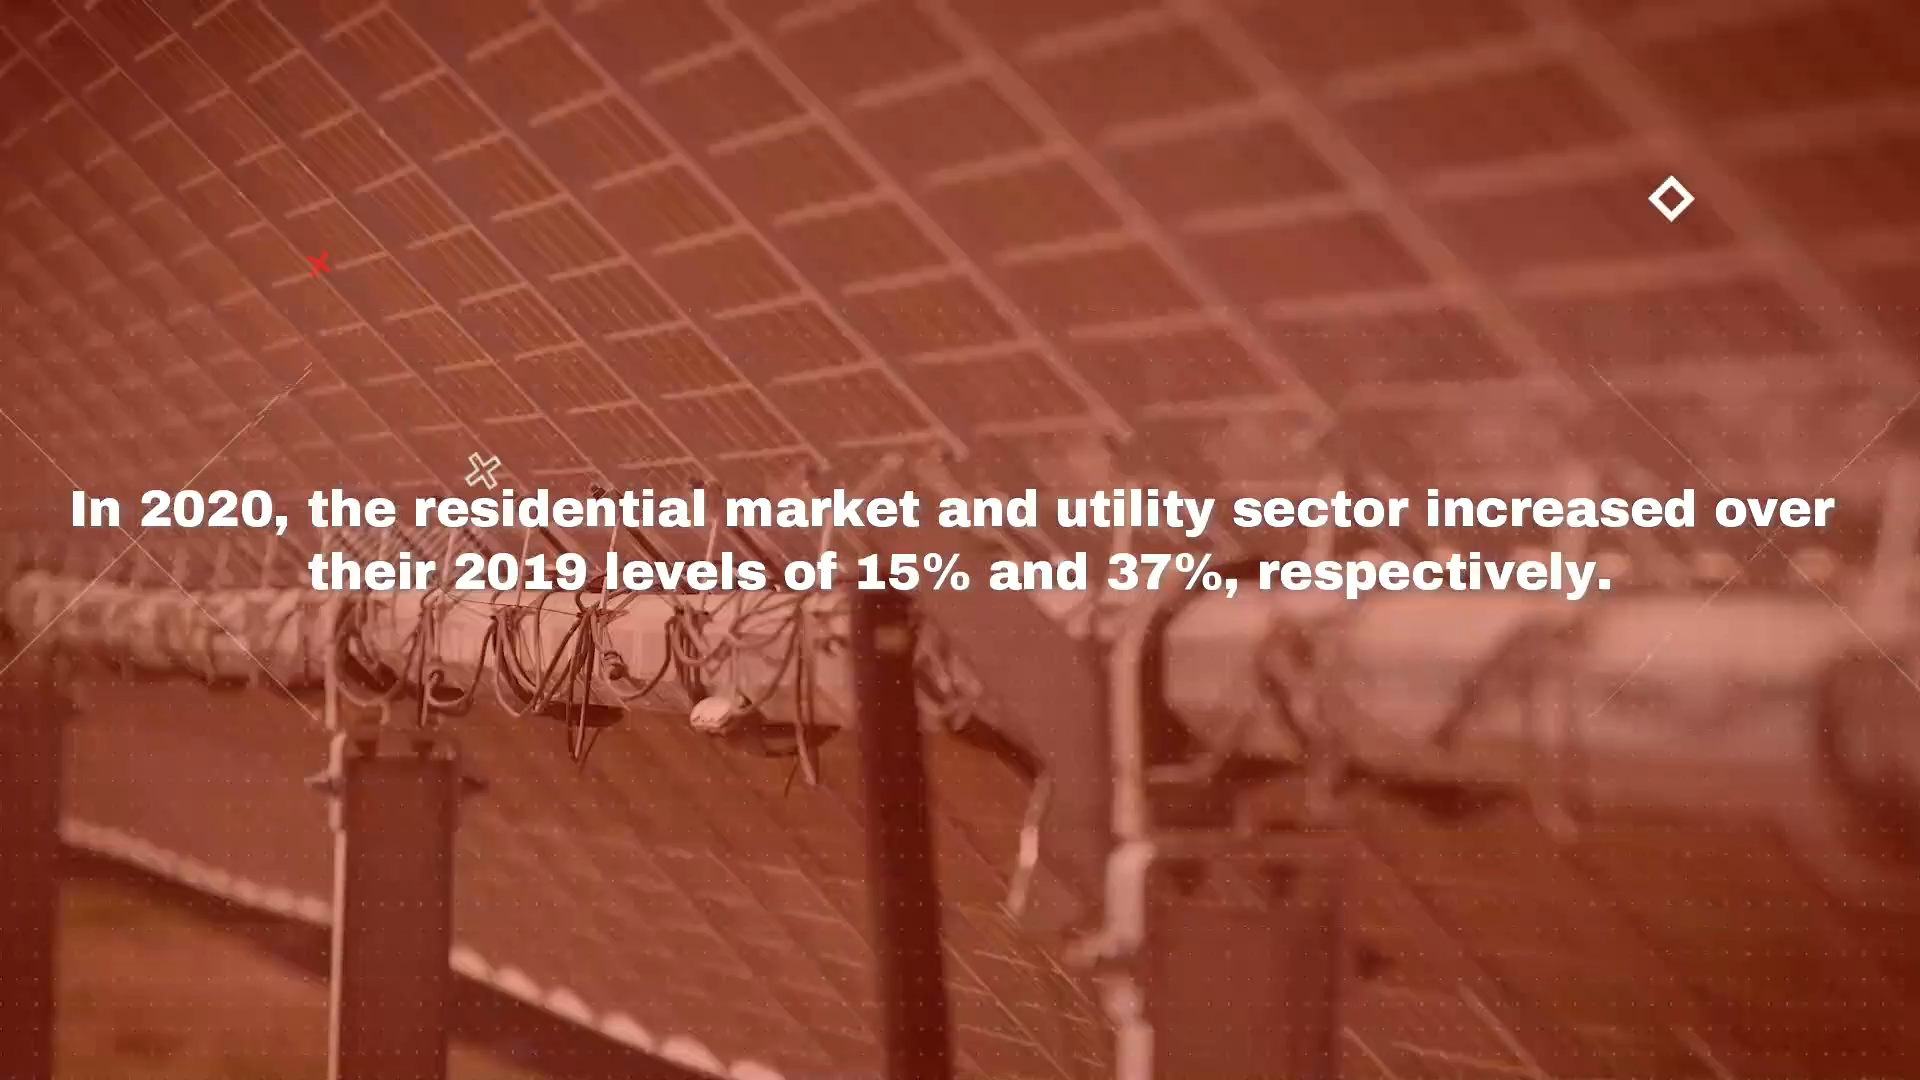 In 2020, the residential market and utility sector increased over
their 2019 levels of 15% and 37%, respectively.